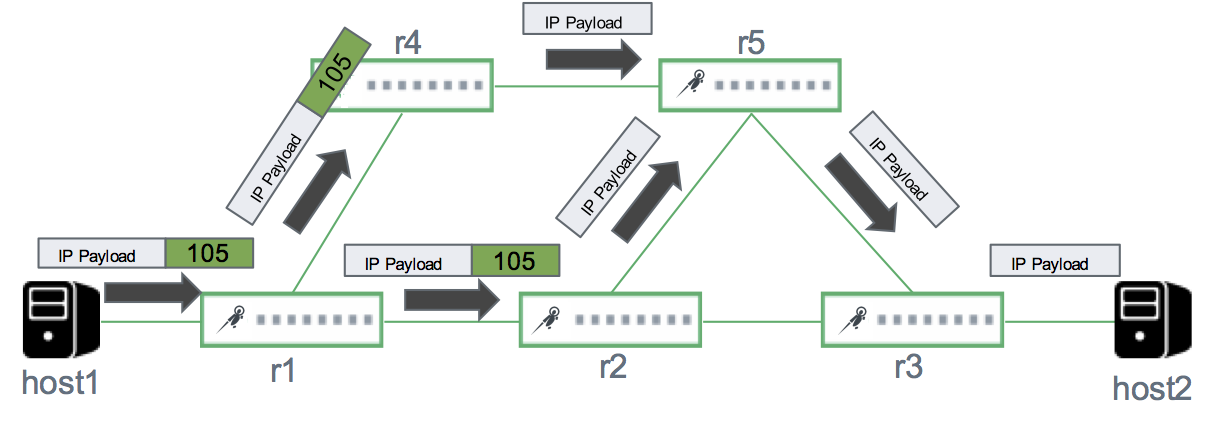 IP Payload
r4
r5
105
IP Payload
IP Payload
IP Payload
IP Payload 105
IP Payload 105
IP Payload
host1
r1
r2
r3
host2